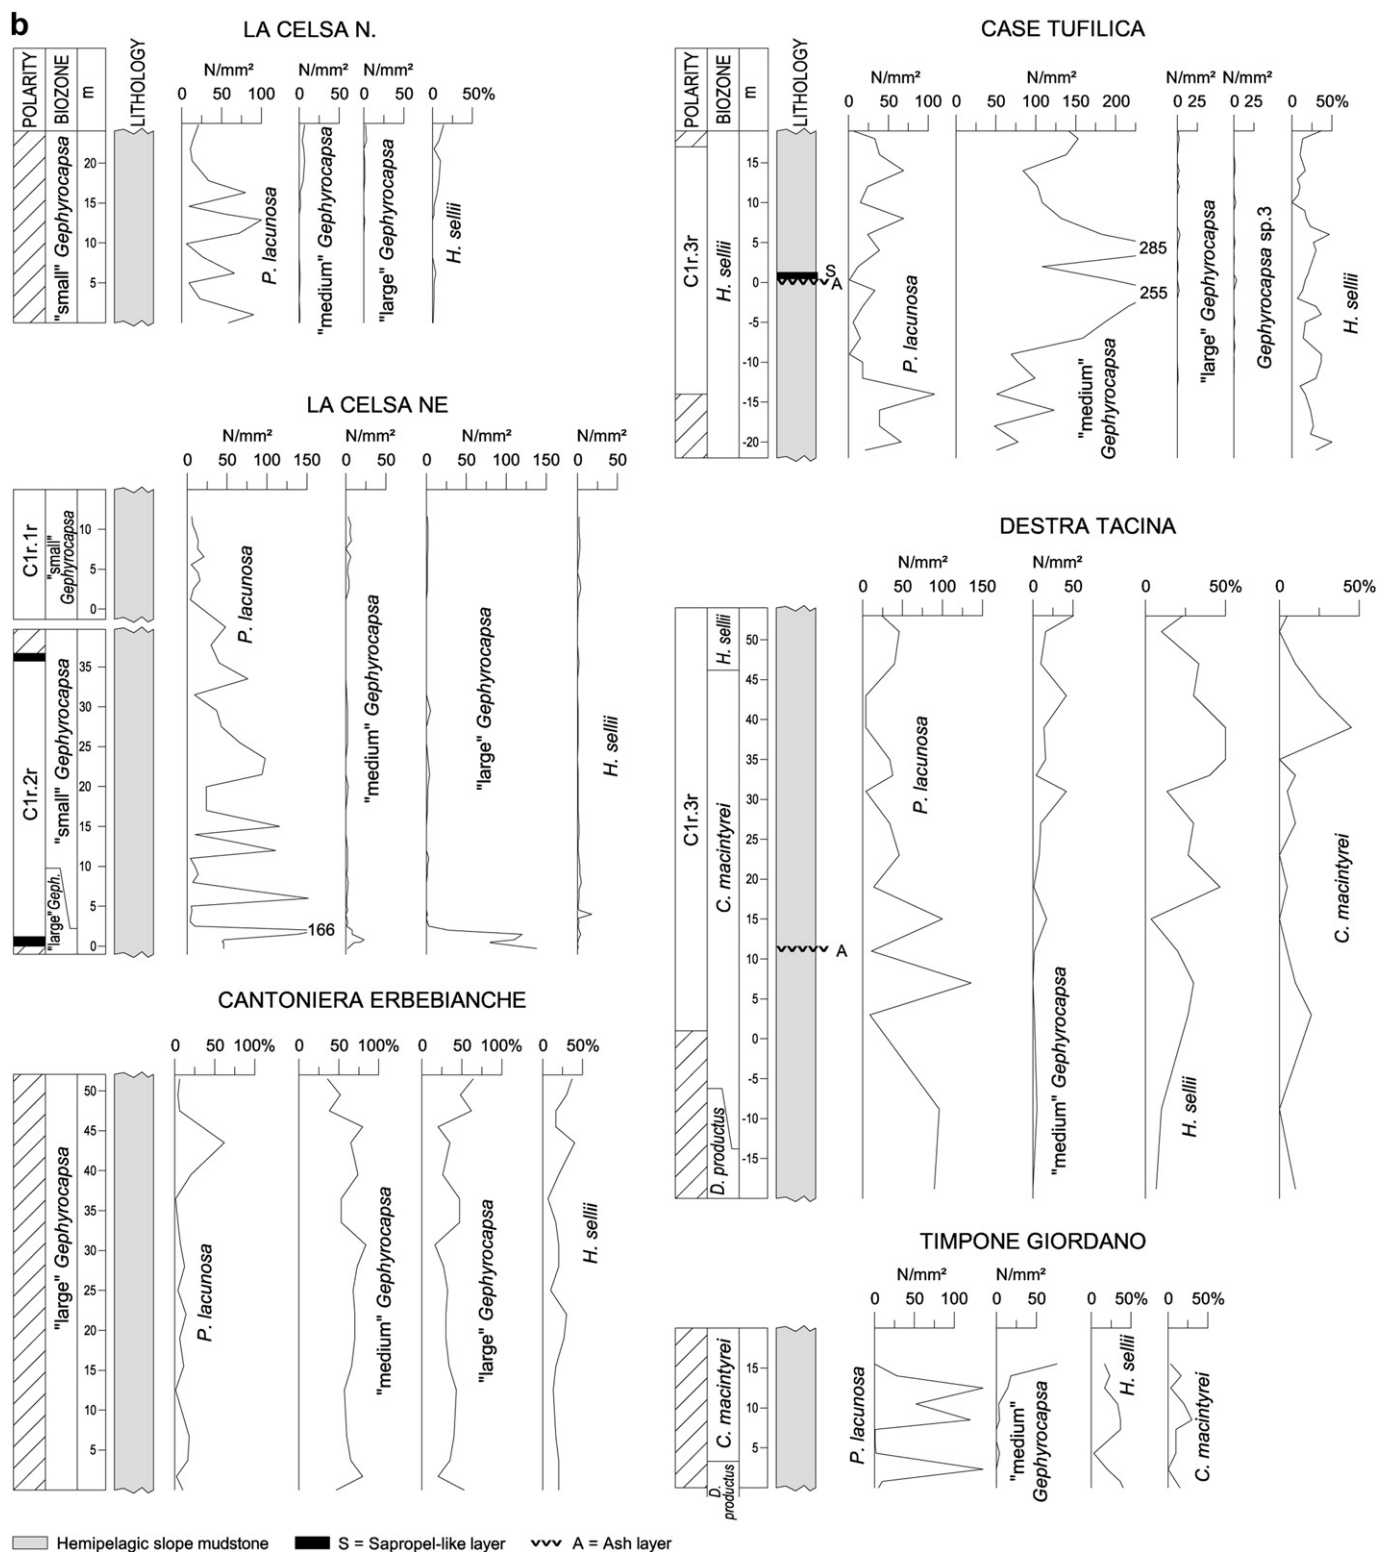 b
LA CELSA N.
POLARITY
BIOZONE
m
LITHOLOGY
N/mm²
N/mm²
N/mm²
0 50 100
0 50
0 50
0 50%
"small" Gephyrocapsa
20
15
10
5
P. lacunosa
"medium" Gephyrocapsa
"large" Gephyrocapsa
H. sellii
CASE TUFILICA
POLARITY
BIOZONE
m
LITHOLOGY
N/mm²
N/mm²
N/mm² N/mm²
0 50 100
0 50 100 150 200
0 25
0 25
0 50%
C1r.3r
H. sellii
15
10
5
0
-5
-10
-15
-20
S
A
P. lacunosa
285
255
"medium"
Gephyrocapsa
"large" Gephyrocapsa
Gephyrocapsa sp.3
H. sellii
LA CELSA NE
N/mm²
N/mm²
N/mm²
N/mm²
0 50 100 150
0 50
0 50 100 150
0 50
C1r.1r
"small"
Gephyrocapsa
10
5
0
C1r.2r
"small" Gephyrocapsa
"large"Geph.
35
30
25
20
15
10
5
0
P. lacunosa
166
"medium" Gephyrocapsa
"large" Gephyrocapsa
H. sellii
DESTRA TACINA
N/mm²
N/mm²
0 50 100 150
0 50
0 50%
0 50%
C1r.3r
H. sellii
C. macintyrei
D. productus
50
45
40
35
30
25
20
15
10
5
0
-5
-10
-15
A
P. lacunosa
"medium" Gephyrocapsa
H. sellii
C. macintyrei
CANTONIERA ERBEBIANCHE
0 50 100%
0 50 100%
0 50 100%
0 50%
"large" Gephyrocapsa
50
45
40
35
30
25
20
15
10
5
P. lacunosa
"medium" Gephyrocapsa
"large" Gephyrocapsa
H. sellii
TIMPONE GIORDANO
N/mm²
N/mm²
0 50 100
0 50
0 50%
0 50%
C. macintyrei
D.
productus
15
10
5
P. lacunosa
"medium"
Gephyrocapsa
H. sellii
C. macintyrei
Hemipelagic slope mudstone
S = Sapropel-like layer
A = Ash layer